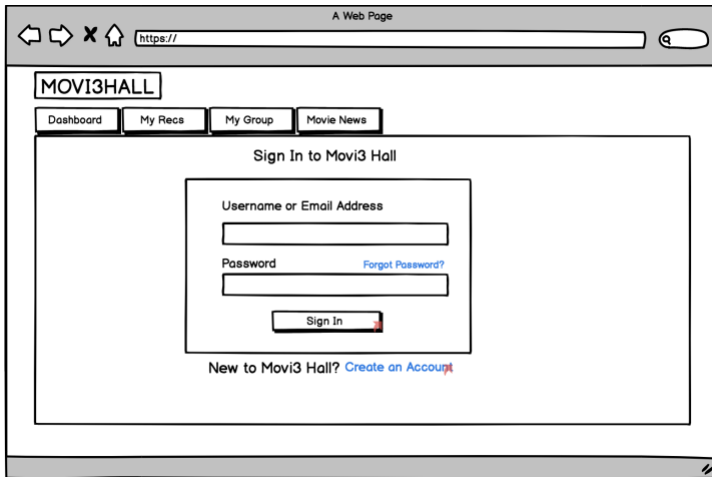 A Web Page
https://
MOVI3HALL
Dashboard My Recs My Group Movie News
Sign In to Movi3 Hall
Username or Email Address
Password Forgot Password?
Sign In
New to Movi3 Hall? Create an Account